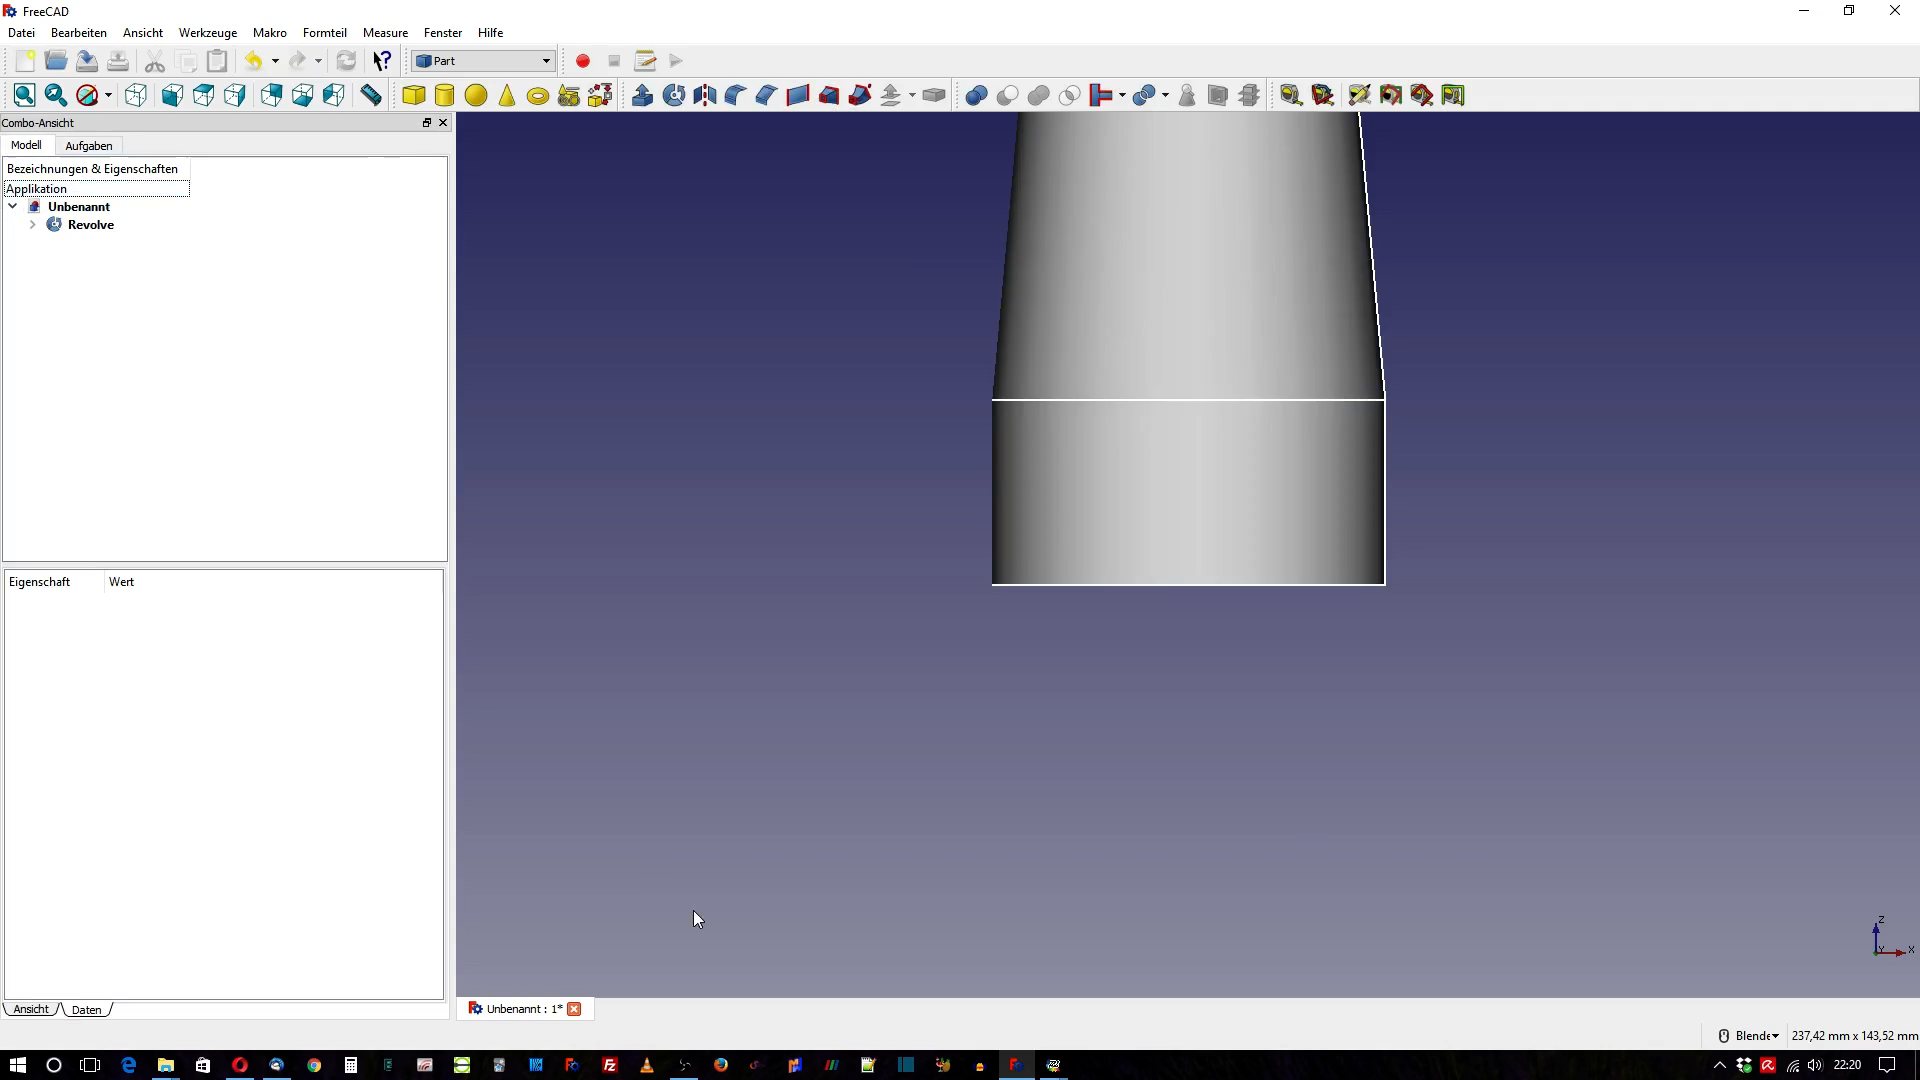 FreeCAD
Datei Bearbeiten Ansicht Werkzeuge Makro Formteil Measure Fenster Hilfe
Part
Combo-Ansicht
Modell Aufgaben
Bezeichnungen & Eigenschaften
Applikation
Unbenannt
Revolve
Eigenschaft Wert
Z
Y X
Ansicht Daten
Unbenannt : 1*
Blende 237,42 mm x 143,52 mm
22:20